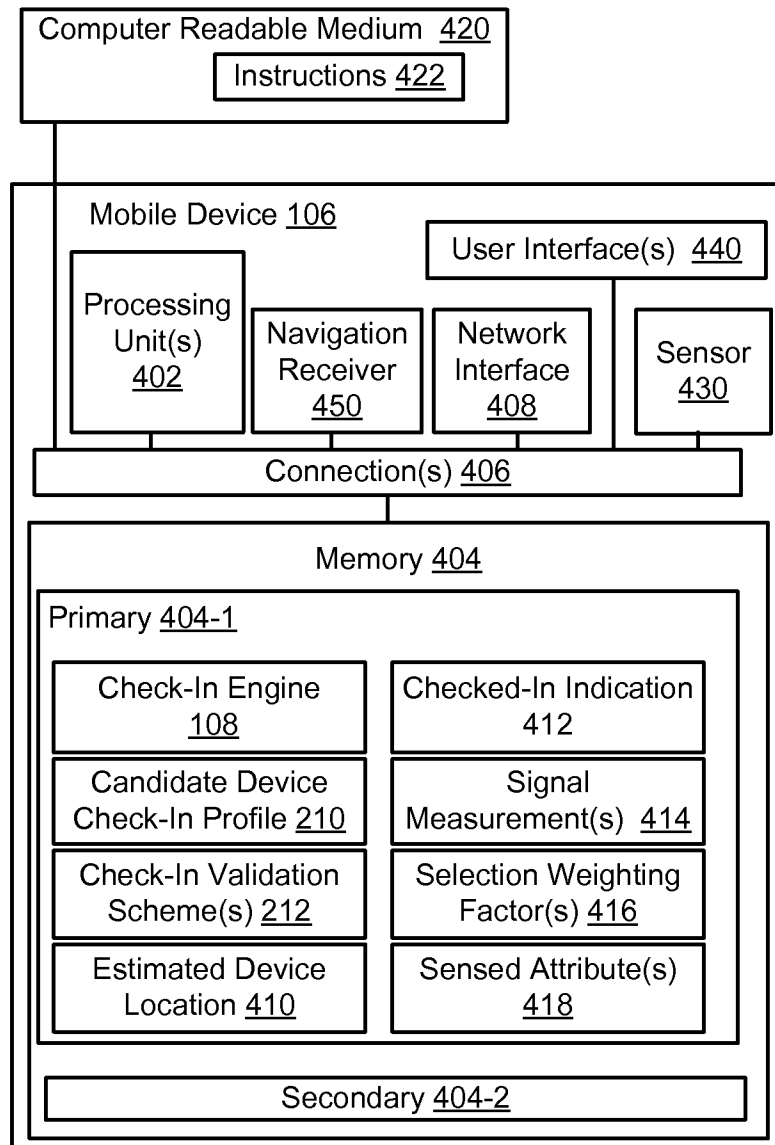 Computer Readable Medium 420
Instructions 422
Mobile Device 106
User Interface(s) 440
Processing
Unit(s)
402
Navigation
Receiver
450
Network
Interface
408
Sensor
430
Connection(s) 406
Memory 404
Primary 404-1
Check-In Engine
108
Checked-In Indication
412
Candidate Device
Check-In Profile 210
Signal
Measurement(s) 414
Check-In Validation
Scheme(s) 212
Selection Weighting
Factor(s) 416
Estimated Device
Location 410
Sensed Attribute(s)
418
Secondary 404-2